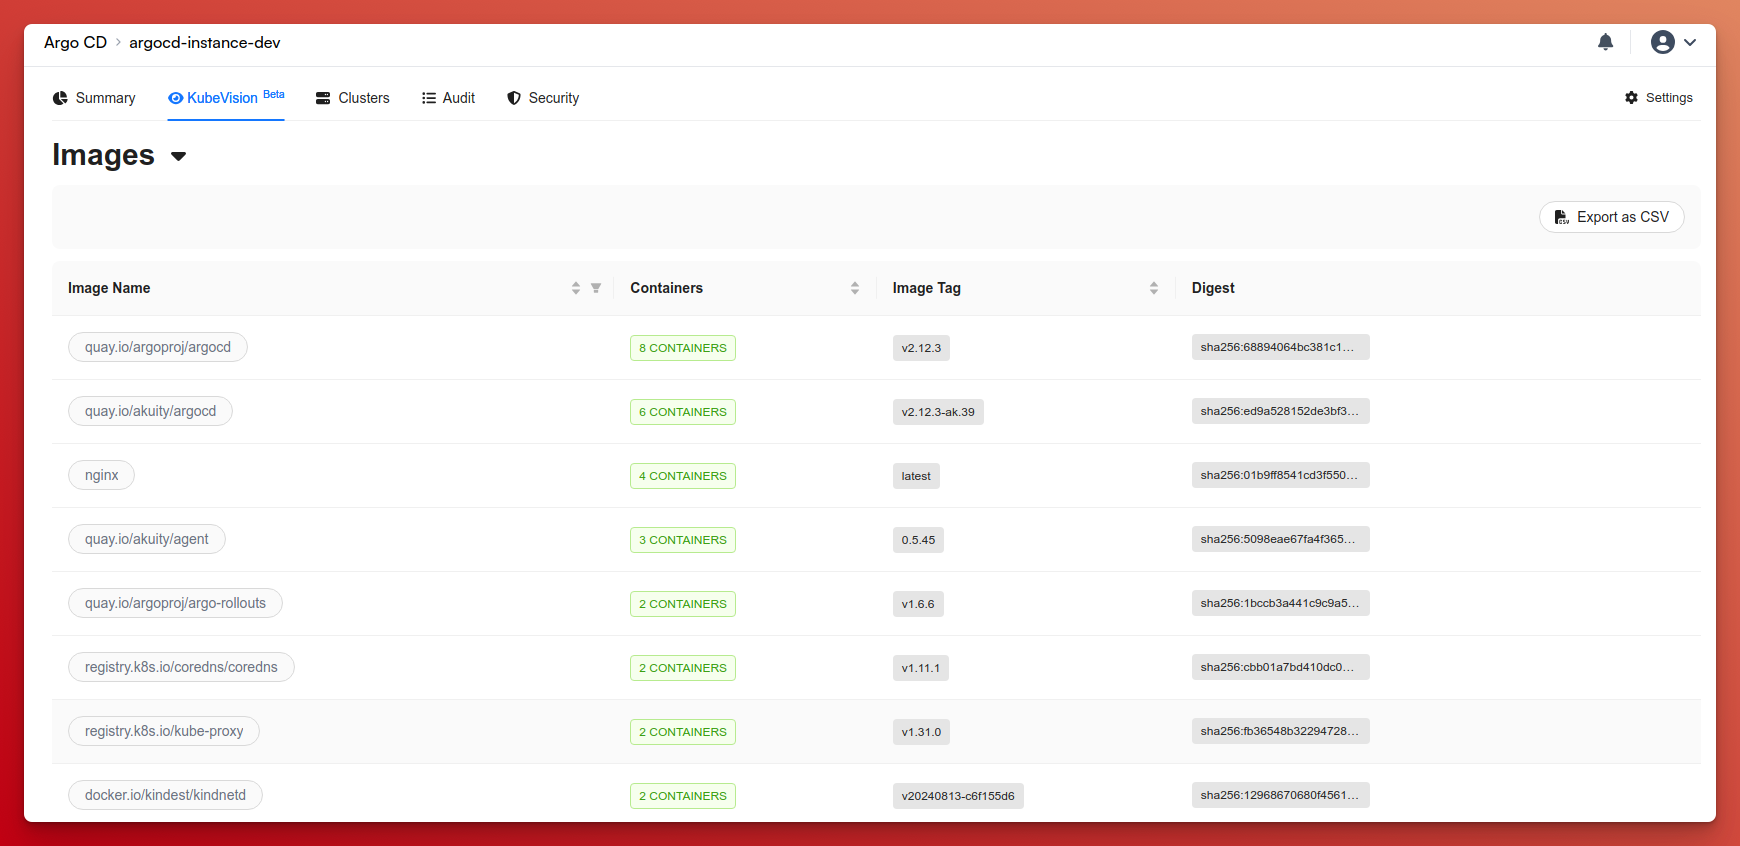 Argo CD › argocd-instance-dev
Summary KubeVision Beta Clusters Audit Security Settings
Images
Export as CSV
Image Name Containers Image Tag Digest
quay.io/argoproj/argocd 8 CONTAINERS v2.12.3 sha256:68894064bc381c1...
quay.io/akuity/argocd 6 CONTAINERS v2.12.3-ak.39 sha256:ed9a528152de3bf3...
nginx 4 CONTAINERS latest sha256:01b9ff8541cd3f550...
quay.io/akuity/agent 3 CONTAINERS 0.5.45 sha256:5098eae67fa4f365...
quay.io/argoproj/argo-rollouts 2 CONTAINERS v1.6.6 sha256:1bccb3a441c9c9a5...
registry.k8s.io/coredns/coredns 2 CONTAINERS v1.11.1 sha256:cbb01a7bd410dc0...
registry.k8s.io/kube-proxy 2 CONTAINERS v1.31.0 sha256:fb36548b32294728...
docker.io/kindest/kindnetd 2 CONTAINERS v20240813-c6f155d6 sha256:12968670680f4561...